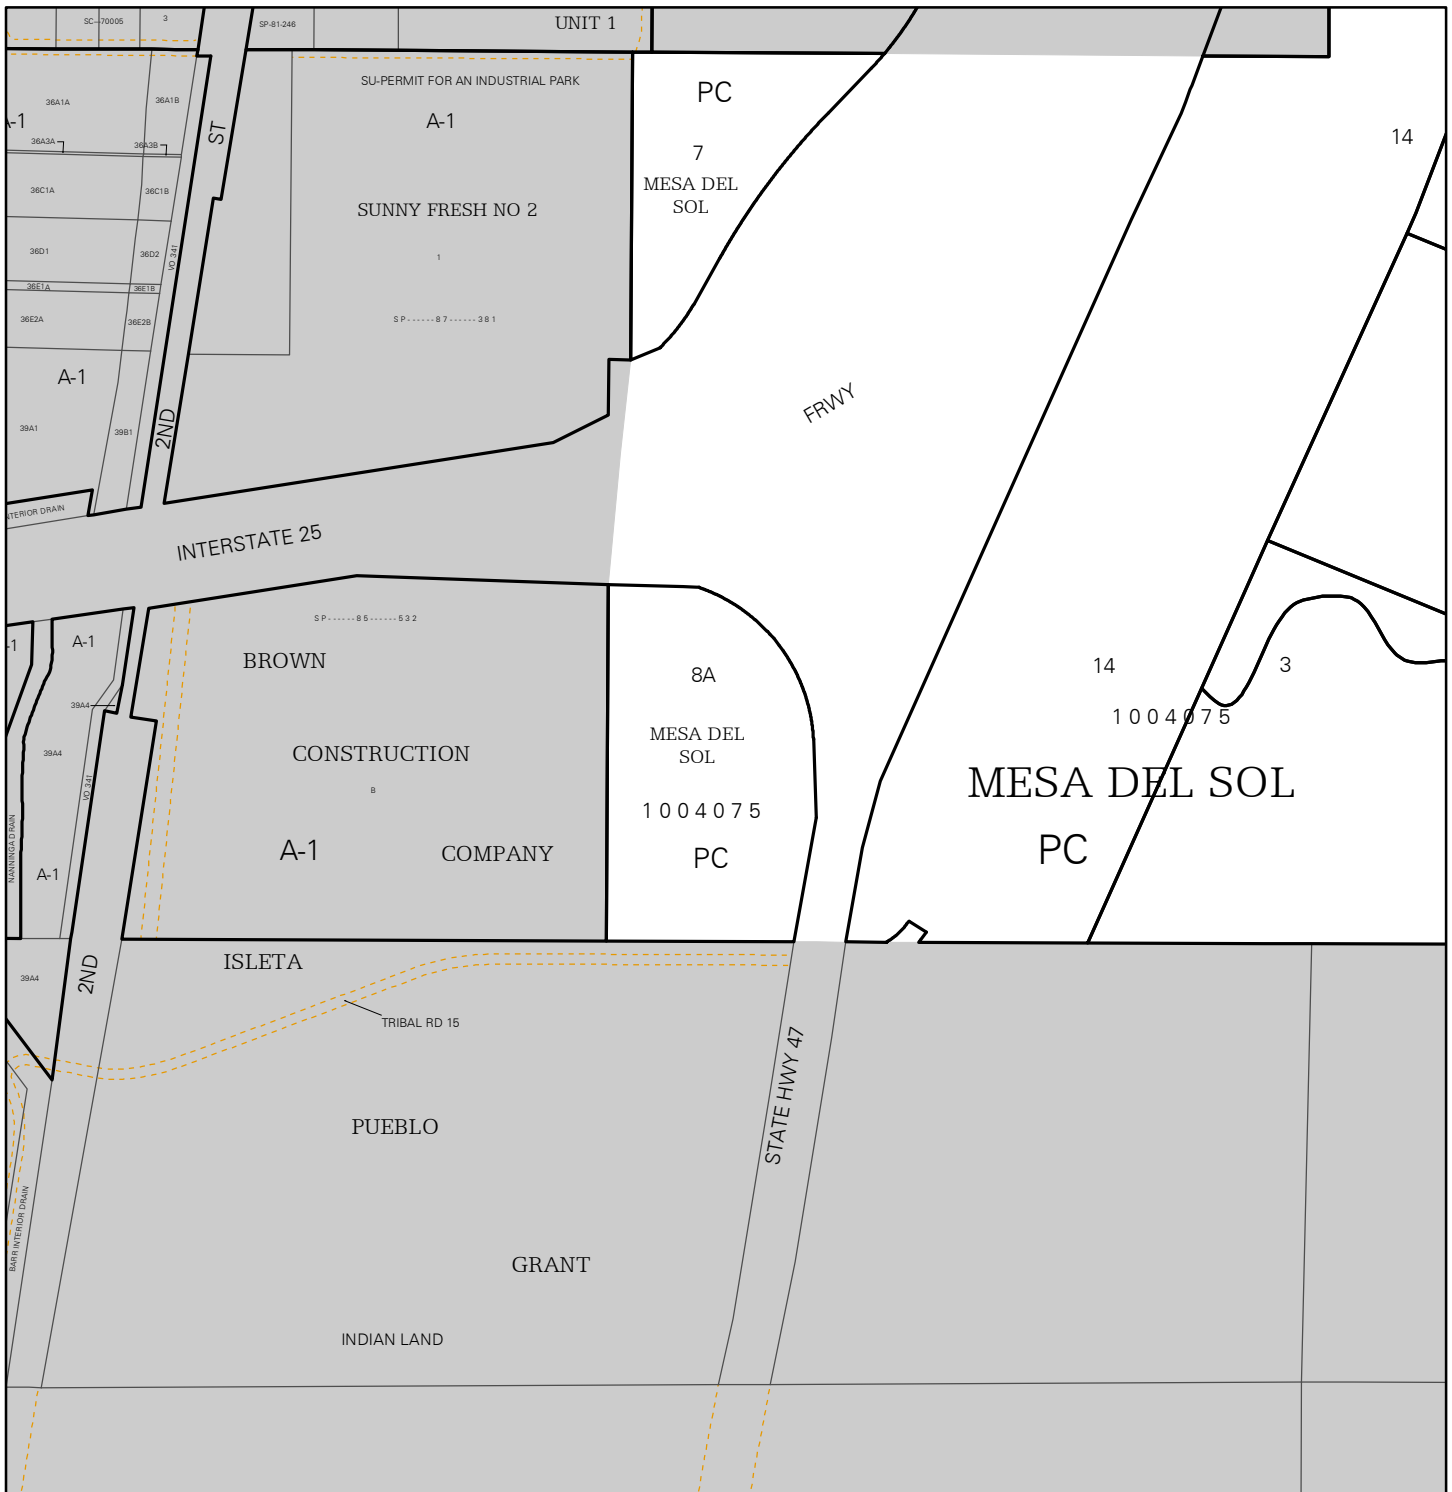 SC--70005
3
SP-81-246
UNIT 1
SU-PERMIT FOR AN INDUSTRIAL PARK
PC
36A1A
36A1B
A-1
A-1
14
ST
36A3A
36A3B
7
MESA DEL
SOL
36C1A
36C1B
SUNNY FRESH NO 2
36D1
36D2
VD 341
1
36E1A
36E1B
36E2A
36E2B
SP------87------381
A-1
FRWY
39A1
39B1
2ND
INTERIOR DRAIN
INTERSTATE 25
SP------85------532
-1
A-1
BROWN
8A
14
3
39A4
1004075
MESA DEL
SOL
39A4
CONSTRUCTION
MESA DEL SOL
VD 341
B
1004075
NANNINGA DRAIN
A-1
COMPANY
PC
PC
A-1
ISLETA
39A4
2ND
TRIBAL RD 15
STATE HWY 47
PUEBLO
BARR INTERIOR DRAIN
GRANT
INDIAN LAND